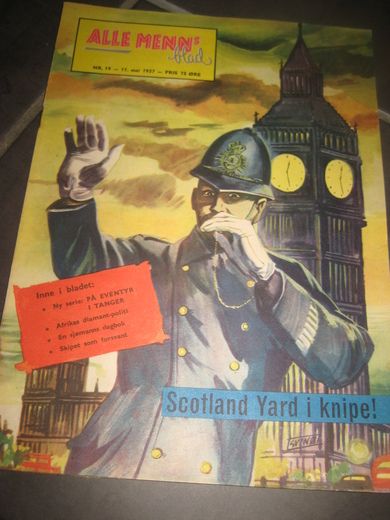 ALLE MENNs
blad
NR. 19 - 11. mai 1957 - PRIS 75 ØRE
Inne i bladet:
• Ny serie: PÅ EVENTYR
I TANGER
• Afrikas diamant-politi
• En sjømanns dagbok
• Skipet som forsvant
Scotland Yard i knipe!